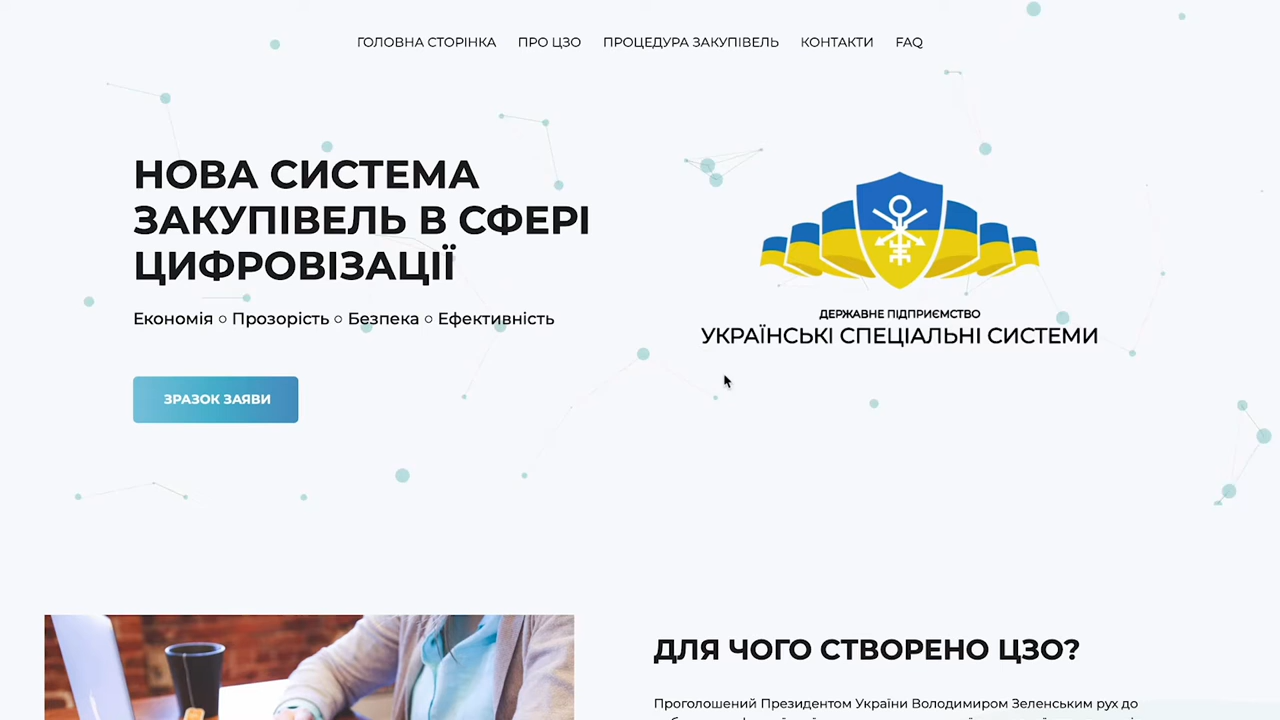 ГОЛОВНА СТОРІНКА ПРО ЦЗО ПРОЦЕДУРА ЗАКУПІВЕЛЬ КОНТАКТИ FAQ
НОВА СИСТЕМА
ЗАКУПІВЕЛЬ В СФЕРІ
ЦИФРОВІЗАЦІЇ
Економія ○ Прозорість ○ Безпека ○ Ефективність
ЗРАЗОК ЗАЯВИ
ДЕРЖАВНЕ ПІДПРИЄМСТВО
УКРАЇНСЬКІ СПЕЦІАЛЬНІ СИСТЕМИ
ДЛЯ ЧОГО СТВОРЕНО ЦЗО?
Проголошений Президентом України Володимиром Зеленським рух до